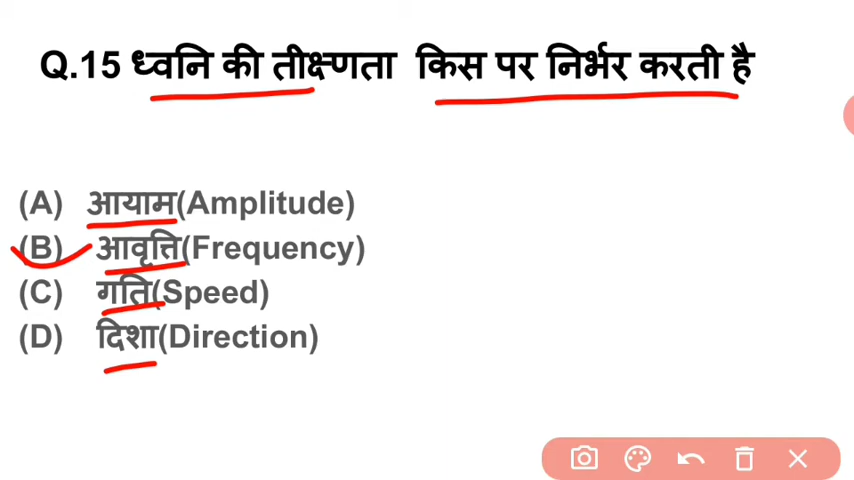 Q.15 ध्वनि की तीक्ष्णता किस पर निर्भर करती है
(A) आयाम(Amplitude)
(B) आवृत्ति(Frequency)
(C) गति(Speed)
(D) दिशा(Direction)